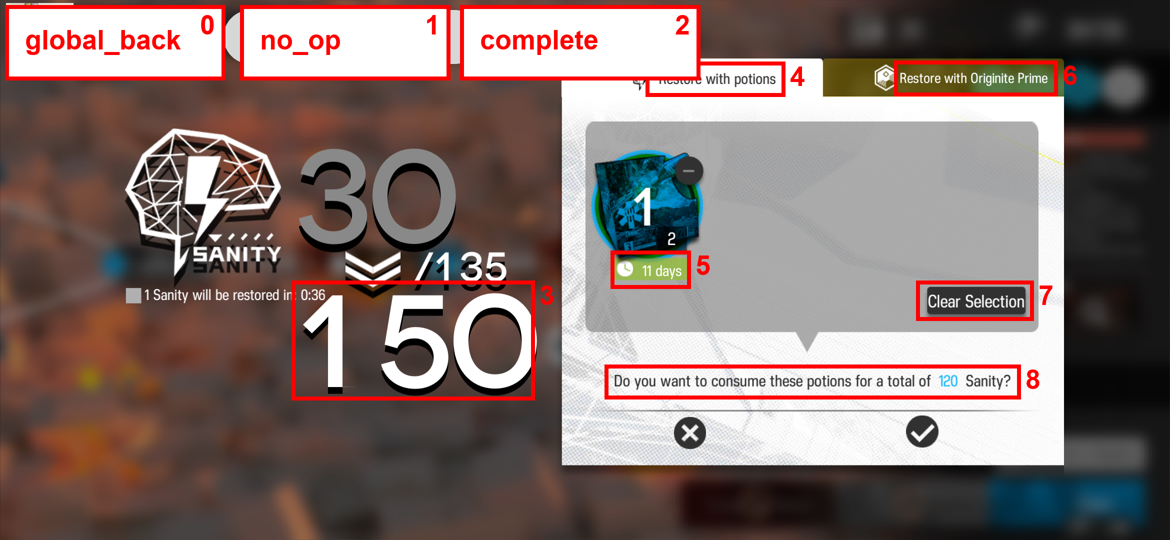 global_back 0
no_op 1
complete 2
Restore with potions 4
Restore with Originite Prime 6
30
SANITY
/135
1 Sanity will be restored in: 0:36
150 3
1
2
11 days 5
Clear Selection 7
Do you want to consume these potions for a total of 120 Sanity? 8